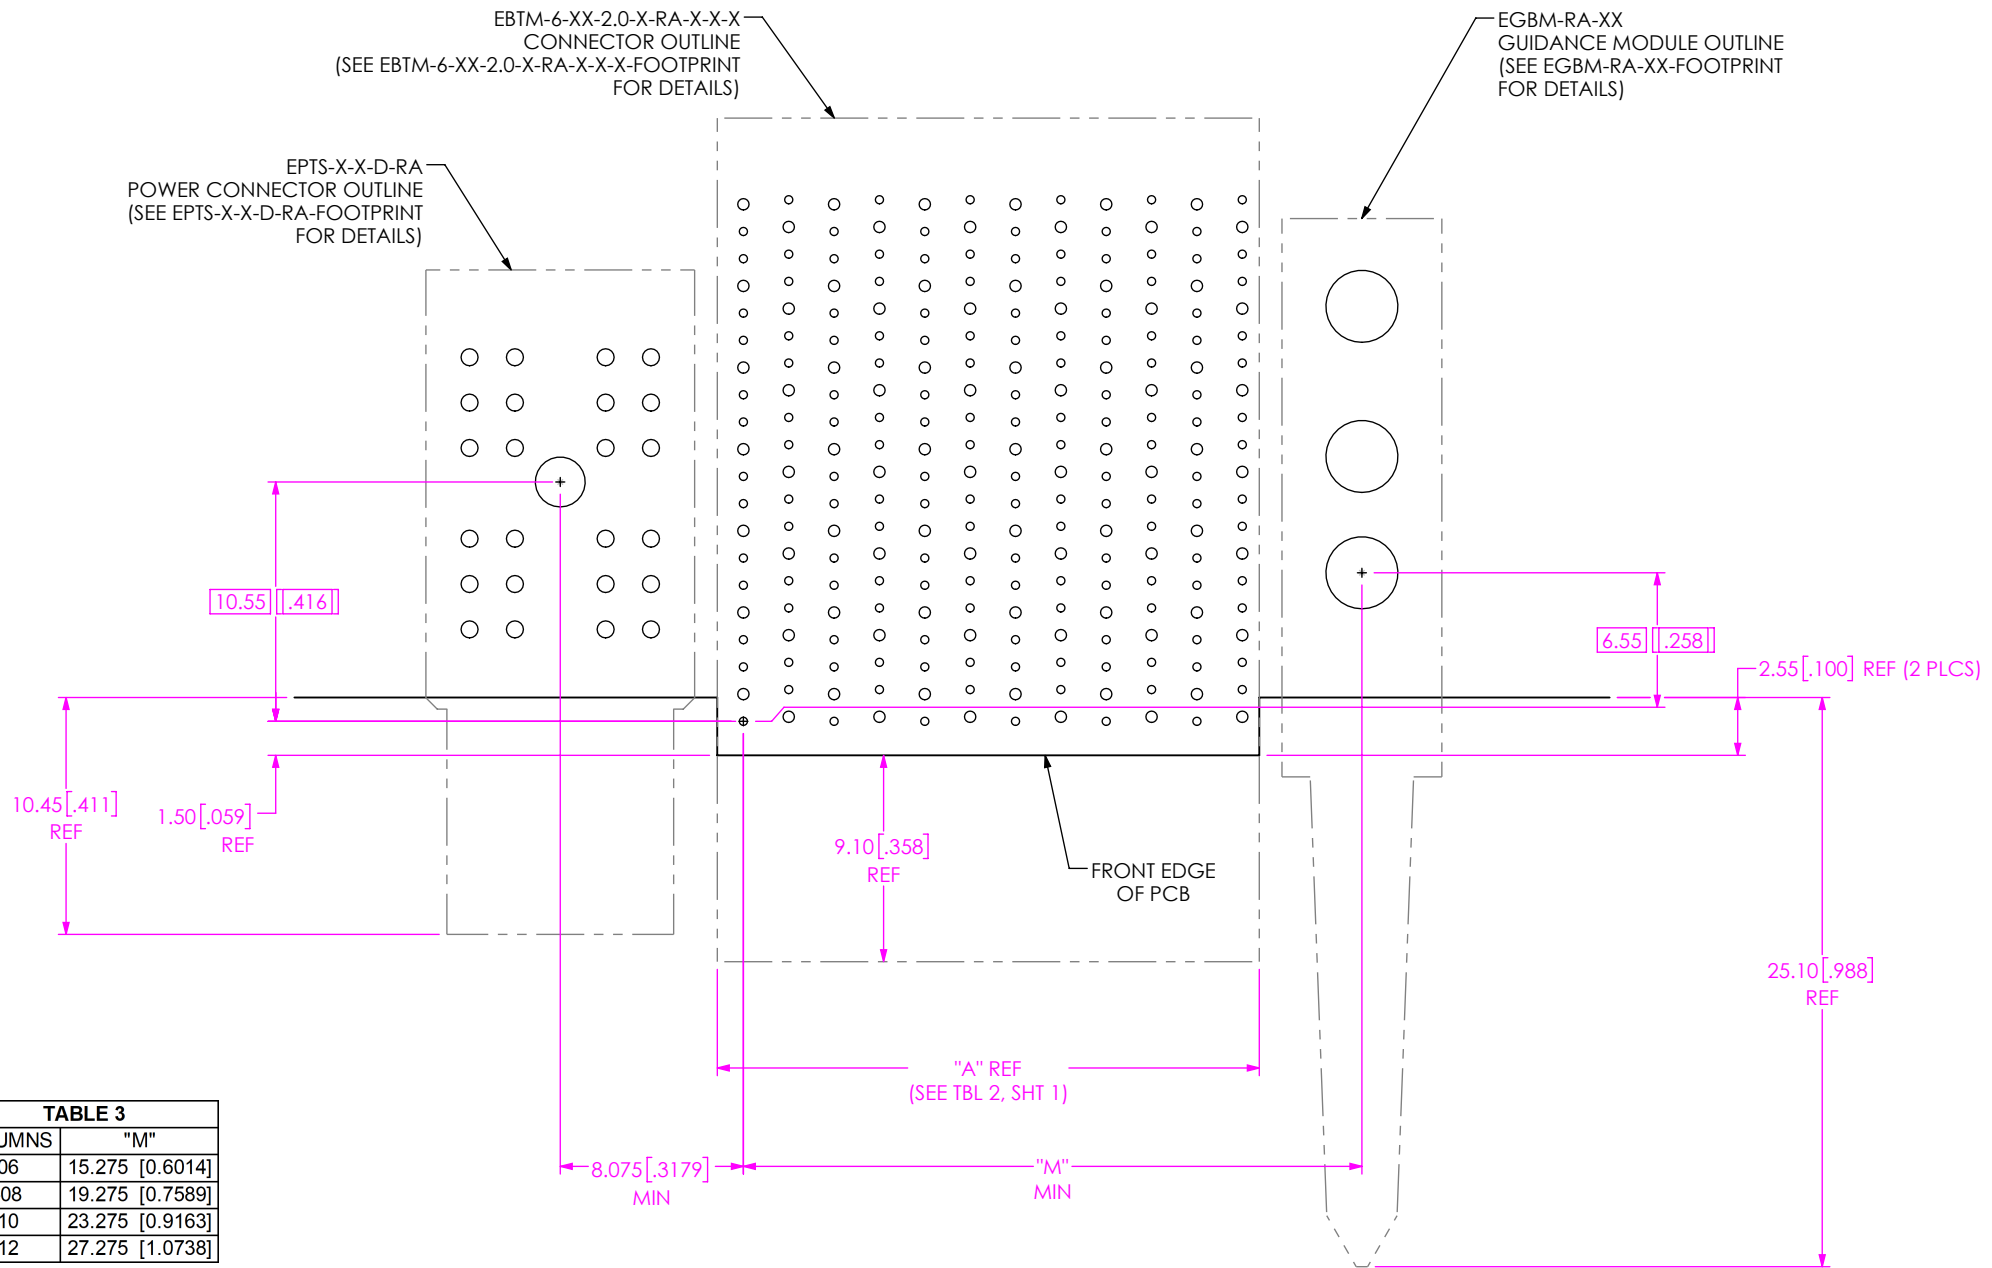 EBTM-6-XX-2.0-X-RA-X-X-X
CONNECTOR OUTLINE
(SEE EBTM-6-XX-2.0-X-RA-X-X-X-FOOTPRINT
FOR DETAILS)
EGBM-RA-XX
GUIDANCE MODULE OUTLINE
(SEE EGBM-RA-XX-FOOTPRINT
FOR DETAILS)
EPTS-X-X-D-RA
POWER CONNECTOR OUTLINE
(SEE EPTS-X-X-D-RA-FOOTPRINT
FOR DETAILS)
10.55 [.416]
6.55 [.258]
2.55[.100] REF (2 PLCS)
10.45[.411]
REF
1.50[.059]
REF
9.10[.358]
REF
FRONT EDGE
OF PCB
25.10[.988]
REF
"A" REF
(SEE TBL 2, SHT 1)
8.075[.3179]
MIN
"M"
MIN
TABLE 3
UMNS "M"
06 15.275 [0.6014]
08 19.275 [0.7589]
10 23.275 [0.9163]
12 27.275 [1.0738]